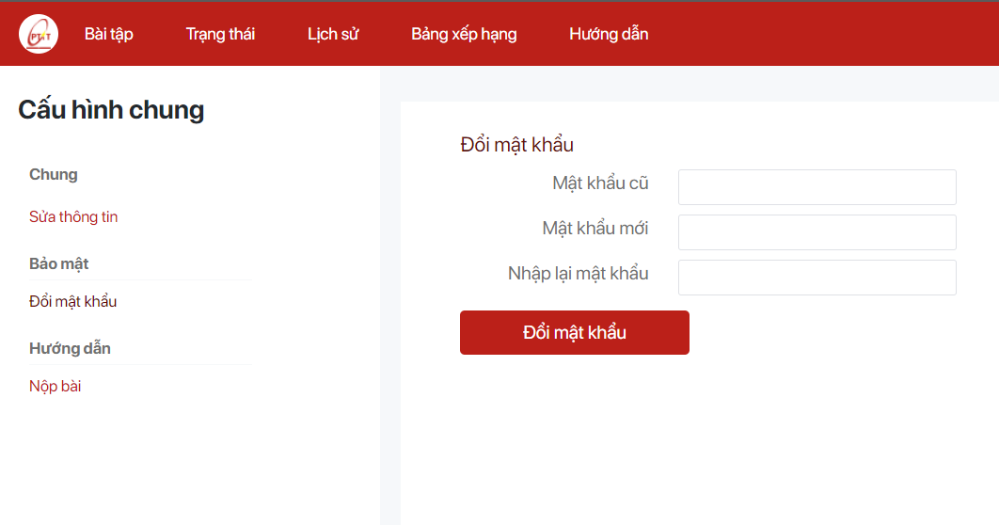 PTIT
Bài tập
Trạng thái
Lịch sử
Bảng xếp hạng
Hướng dẫn
Cấu hình chung
Chung
Sửa thông tin
Bảo mật
Đổi mật khẩu
Hướng dẫn
Nộp bài
Đổi mật khẩu
Mật khẩu cũ
Mật khẩu mới
Nhập lại mật khẩu
Đổi mật khẩu